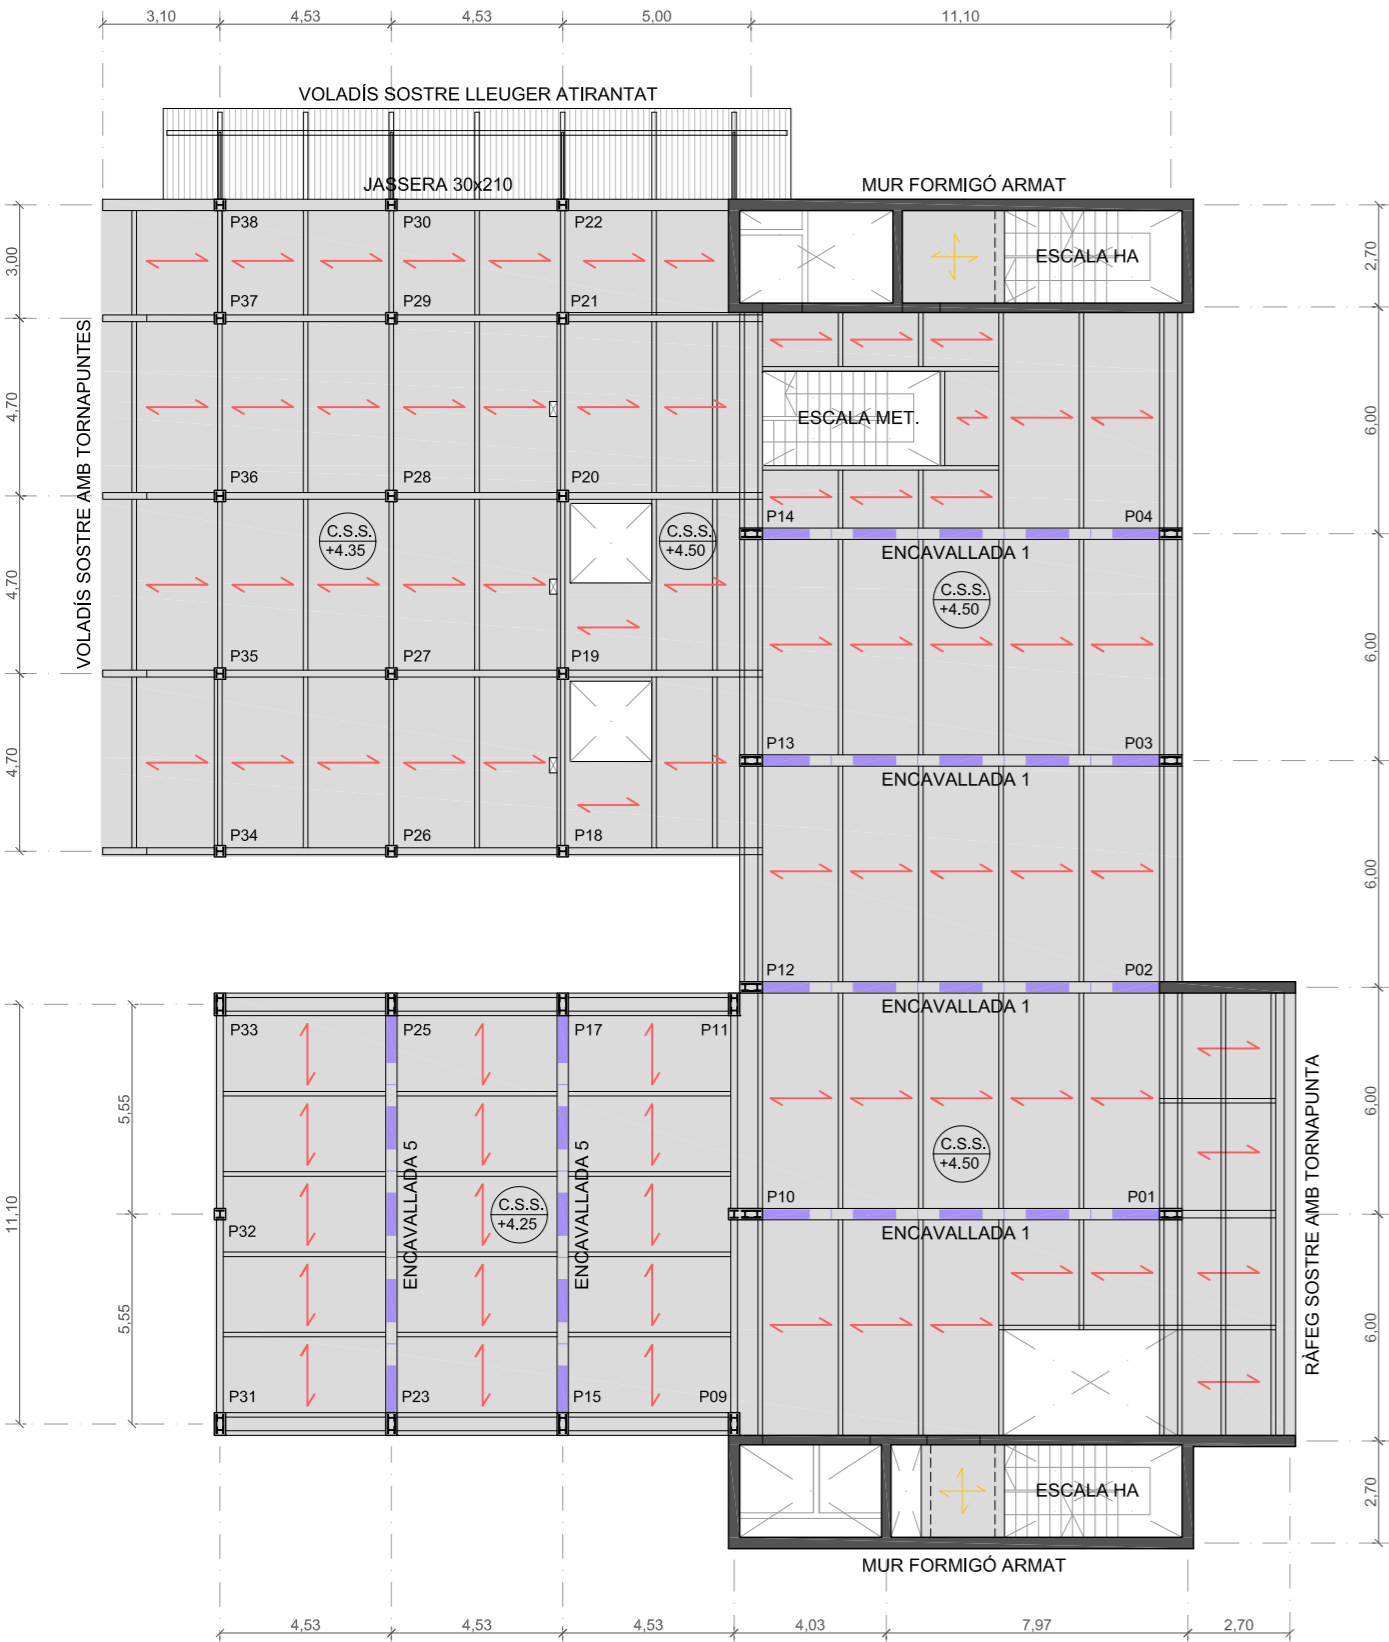 3,10 4,53 4,53 5,00 11,10
VOLADÍS SOSTRE LLEUGER ATIRANTAT
JASSERA 30x210
MUR FORMIGÓ ARMAT
P38 P30 P22
3,00
2,70
ESCALA HA
P37 P29 P21
VOLADÍS SOSTRE AMB TORNAPUNTES
4,70
ESCALA MET.
6,00
P36 P28 P20
P14 P04
C.S.S.
+4.35
C.S.S.
+4.50
ENCAVALLADA 1
4,70
C.S.S.
+4.50
6,00
P35 P27 P19
P13 P03
4,70
ENCAVALLADA 1
P34 P26 P18
6,00
P12 P02
ENCAVALLADA 1
P33 P25 P17 P11
5,55
6,00
RÀFEG SOSTRE AMB TORNAPUNTA
ENCAVALLADA 5
ENCAVALLADA 5
C.S.S.
+4.50
11,10
C.S.S.
+4.25
P10 P01
P32
ENCAVALLADA 1
5,55
6,00
P31 P23 P15 P09
ESCALA HA
2,70
MUR FORMIGÓ ARMAT
4,53 4,53 4,53 4,03 7,97 2,70